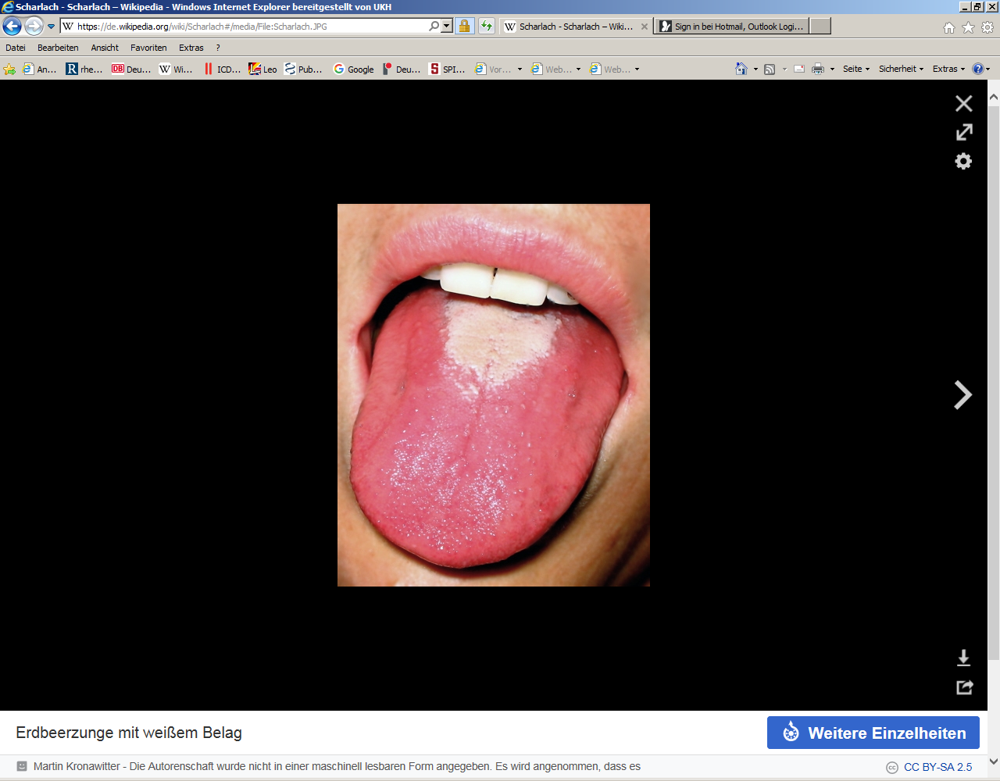 Scharlach - Scharlach – Wikipedia - Windows Internet Explorer bereitgestellt von UKH
https://de.wikipedia.org/wiki/Scharlach#/media/File:Scharlach.JPG
Scharlach - Scharlach – Wiki...
Sign in bei Hotmail, Outlook Logi...
Datei Bearbeiten Ansicht Favoriten Extras ?
An... R rhe... DB Deu... W Wi... ICD... Leo Pub... G Google Deu... S SPI... Vor... Web... Web... Seite Sicherheit Extras
Erdbeerzunge mit weißem Belag
Weitere Einzelheiten
Martin Kronawitter - Die Autorenschaft wurde nicht in einer maschinell lesbaren Form angegeben. Es wird angenommen, dass es
cc CC BY-SA 2.5